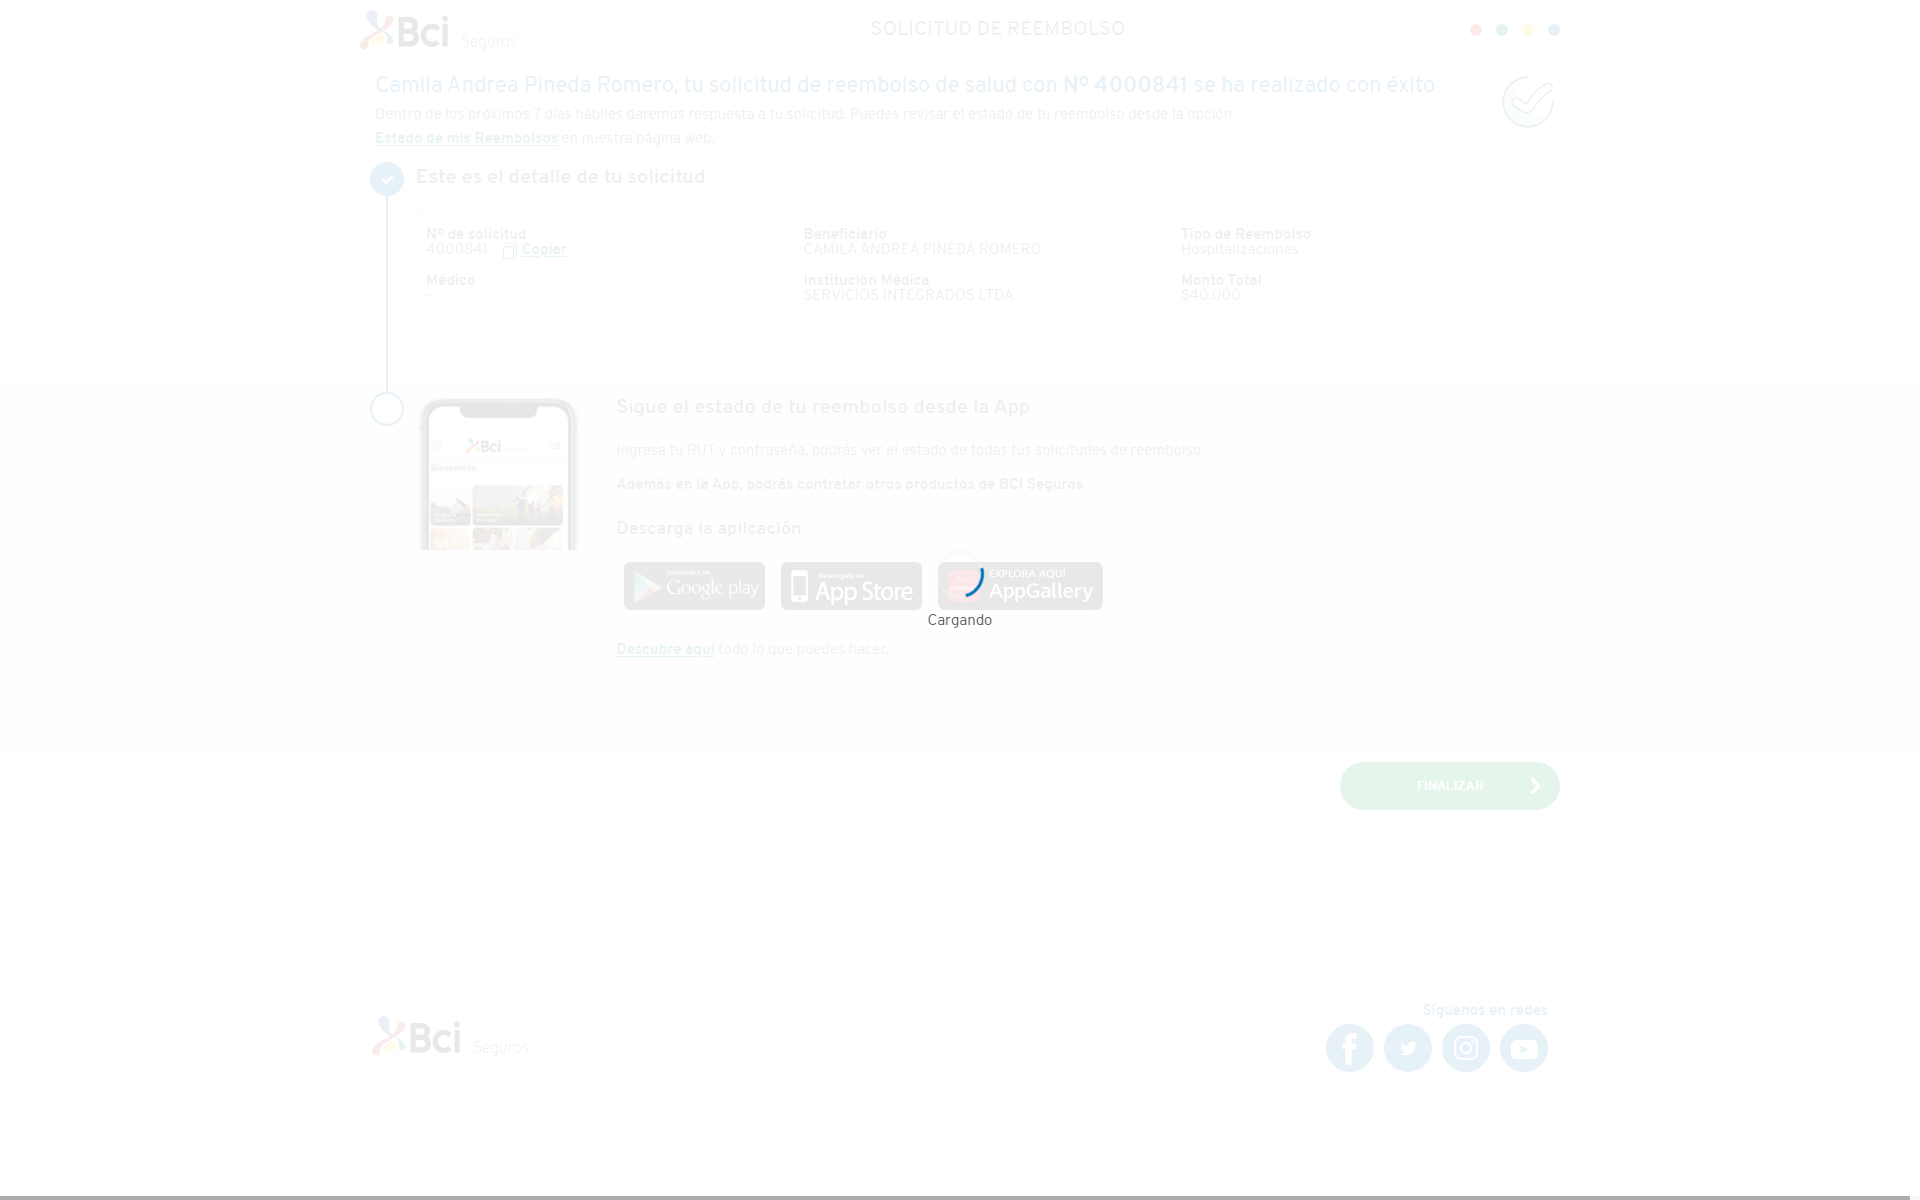 Bci Seguros
SOLICITUD DE REEMBOLSO
Camila Andrea Pineda Romero, tu solicitud de reembolso de salud con Nº 4000841 se ha realizado con éxito
Dentro de los próximos 7 días hábiles daremos respuesta a tu solicitud. Puedes revisar el estado de tu reembolso desde la opción
Estado de mis Reembolsos en nuestra página web.
Este es el detalle de tu solicitud
Nº de solicitud
4000841 Copiar
Beneficiario
CAMILA ANDREA PINEDA ROMERO
Tipo de Reembolso
Hospitalizaciones
Médico
-
Institución Médica
SERVICIOS INTEGRADOS LTDA
Monto Total
$40.000
Bci
Bienvenido,
Sigue el estado de tu reembolso desde la App
Ingresa tu RUT y contraseña, podrás ver el estado de todas tus solicitudes de reembolso
Además en la App, podrás contratar otros productos de BCI Seguros
Descarga la aplicación
DISPONIBLE EN
Google play
Descárgalo en
App Store
EXPLORA AQUÍ
AppGallery
Cargando
Descubre aquí todo lo que puedes hacer.
FINALIZAR
Síguenos en redes
Bci Seguros